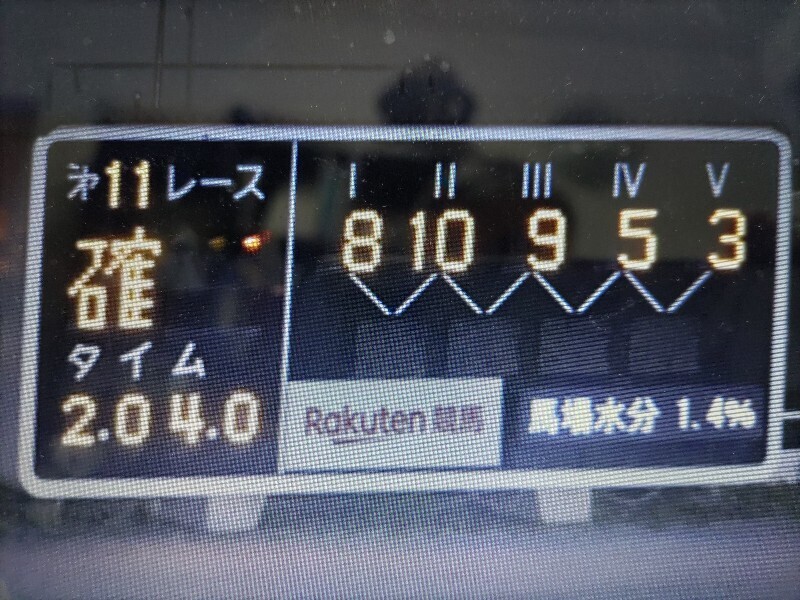 第11レース
確
タイム
2.04.0
I II III IV V
8 10 9 5 3
Rakuten 競馬
馬場水分 1.4%